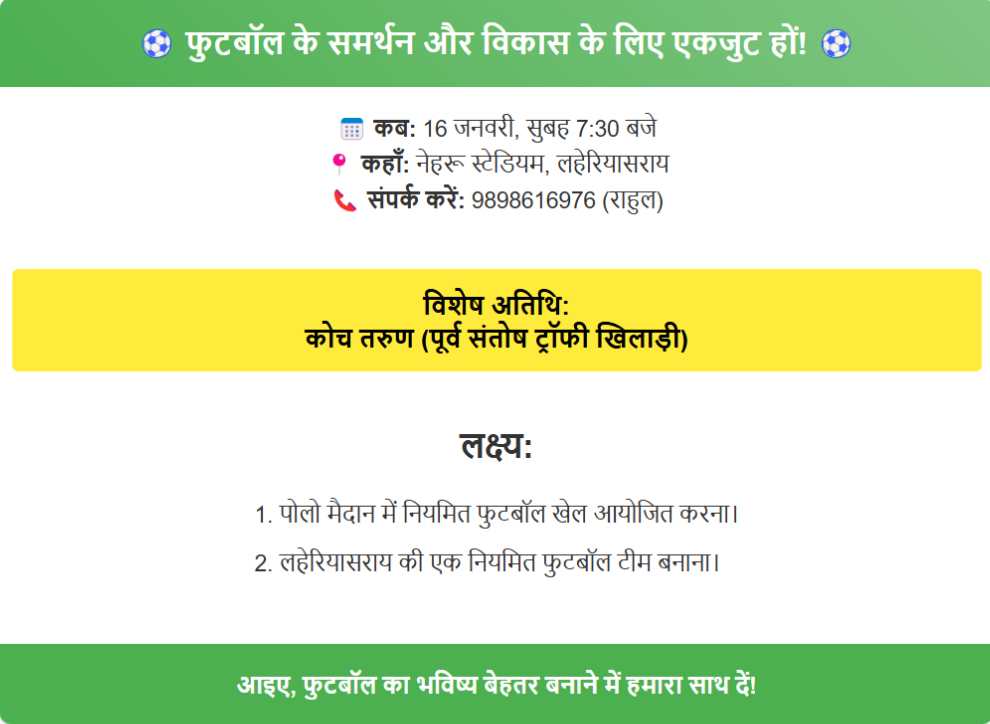 ⚽ फुटबॉल के समर्थन और विकास के लिए एकजुट हों! ⚽
📅 कब: 16 जनवरी, सुबह 7:30 बजे
📍 कहाँ: नेहरू स्टेडियम, लहेरियासराय
📞 संपर्क करें: 9898616976 (राहुल)
विशेष अतिथि:
कोच तरुण (पूर्व संतोष ट्रॉफी खिलाड़ी)
लक्ष्य:
1. पोलो मैदान में नियमित फुटबॉल खेल आयोजित करना।
2. लहेरियासराय की एक नियमित फुटबॉल टीम बनाना।
आइए, फुटबॉल का भविष्य बेहतर बनाने में हमारा साथ दें!